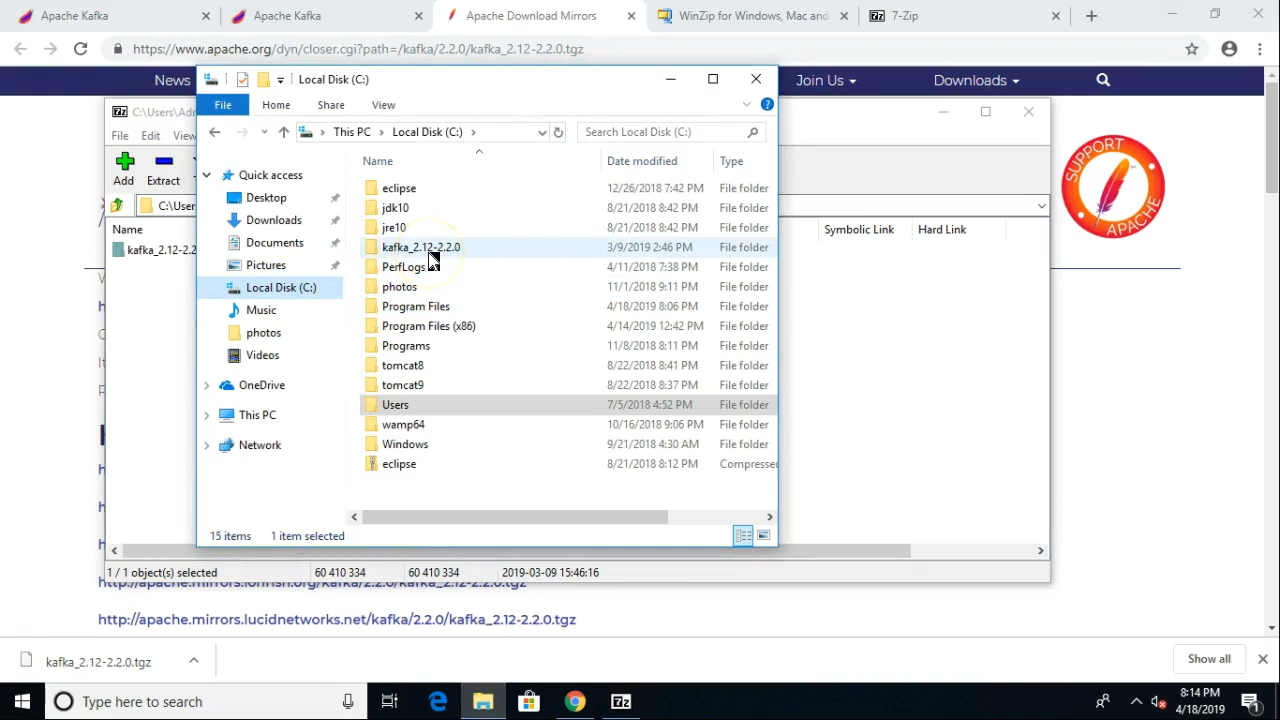 Apache Kafka
Apache Kafka
Apache Download Mirrors
WinZip for Windows, Mac and
7-Zip
https://www.apache.org/dyn/closer.cgi?path=/kafka/2.2.0/kafka_2.12-2.2.0.tgz
News
Join Us
Downloads
Local Disk (C:)
File Home Share View
C:\Users\Adm
File Edit View
This PC > Local Disk (C:) >
Search Local Disk (C:)
Add Extract
C:\User
Name
kafka_2.12-2.2
Symbolic Link Hard Link
Quick access
Desktop
Downloads
Documents
Pictures
Local Disk (C:)
Music
photos
Videos
OneDrive
This PC
Network
Name Date modified Type
eclipse 12/26/2018 7:42 PM File folder
jdk10 8/21/2018 8:42 PM File folder
jre10 8/21/2018 8:42 PM File folder
kafka_2.12-2.2.0 3/9/2019 2:46 PM File folder
PerfLogs 4/11/2018 7:38 PM File folder
photos 11/1/2018 9:11 PM File folder
Program Files 4/18/2019 8:06 PM File folder
Program Files (x86) 4/14/2019 12:42 PM File folder
Programs 11/8/2018 8:11 PM File folder
tomcat8 8/22/2018 8:41 PM File folder
tomcat9 8/22/2018 8:37 PM File folder
Users 7/5/2018 4:52 PM File folder
wamp64 10/16/2018 9:06 PM File folder
Windows 9/21/2018 4:30 AM File folder
eclipse 8/21/2018 8:12 PM Compressed
15 items 1 item selected
SUPPORT
APACHE
1 / 1 object(s) selected 60 410 334 60 410 334 2019-03-09 15:46:16
http://apache.mirrors.lucidnetworks.net/kafka/2.2.0/kafka_2.12-2.2.0.tgz
kafka_2.12-2.2.0.tgz
Show all
Type here to search
8:14 PM
4/18/2019